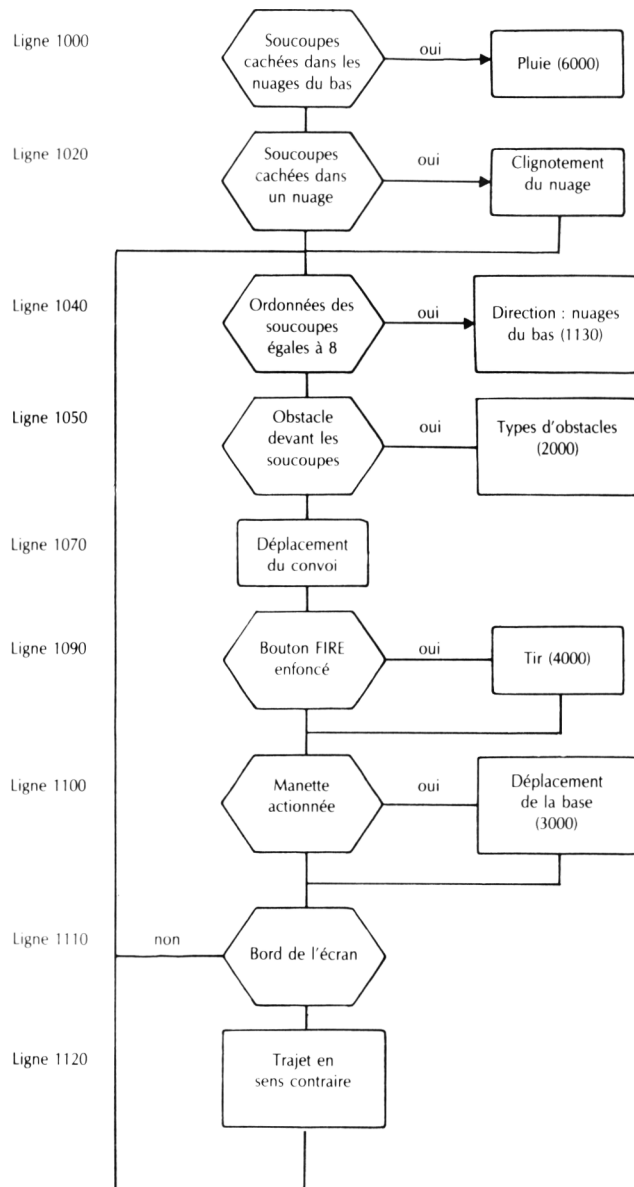 Ligne 1000
Soucoupes
cachées dans les
nuages du bas
oui
Pluie (6000)
Ligne 1020
Soucoupes
cachées dans
un nuage
oui
Clignotement
du nuage
Ligne 1040
Ordonnées des
soucoupes
égales à 8
oui
Direction : nuages
du bas (1130)
Ligne 1050
Obstacle
devant les
soucoupes
oui
Types d'obstacles
(2000)
Ligne 1070
Déplacement
du convoi
Ligne 1090
Bouton FIRE
enfoncé
oui
Tir (4000)
Ligne 1100
Manette
actionnée
oui
Déplacement
de la base
(3000)
Ligne 1110
non
Bord de l'écran
Ligne 1120
Trajet en
sens contraire